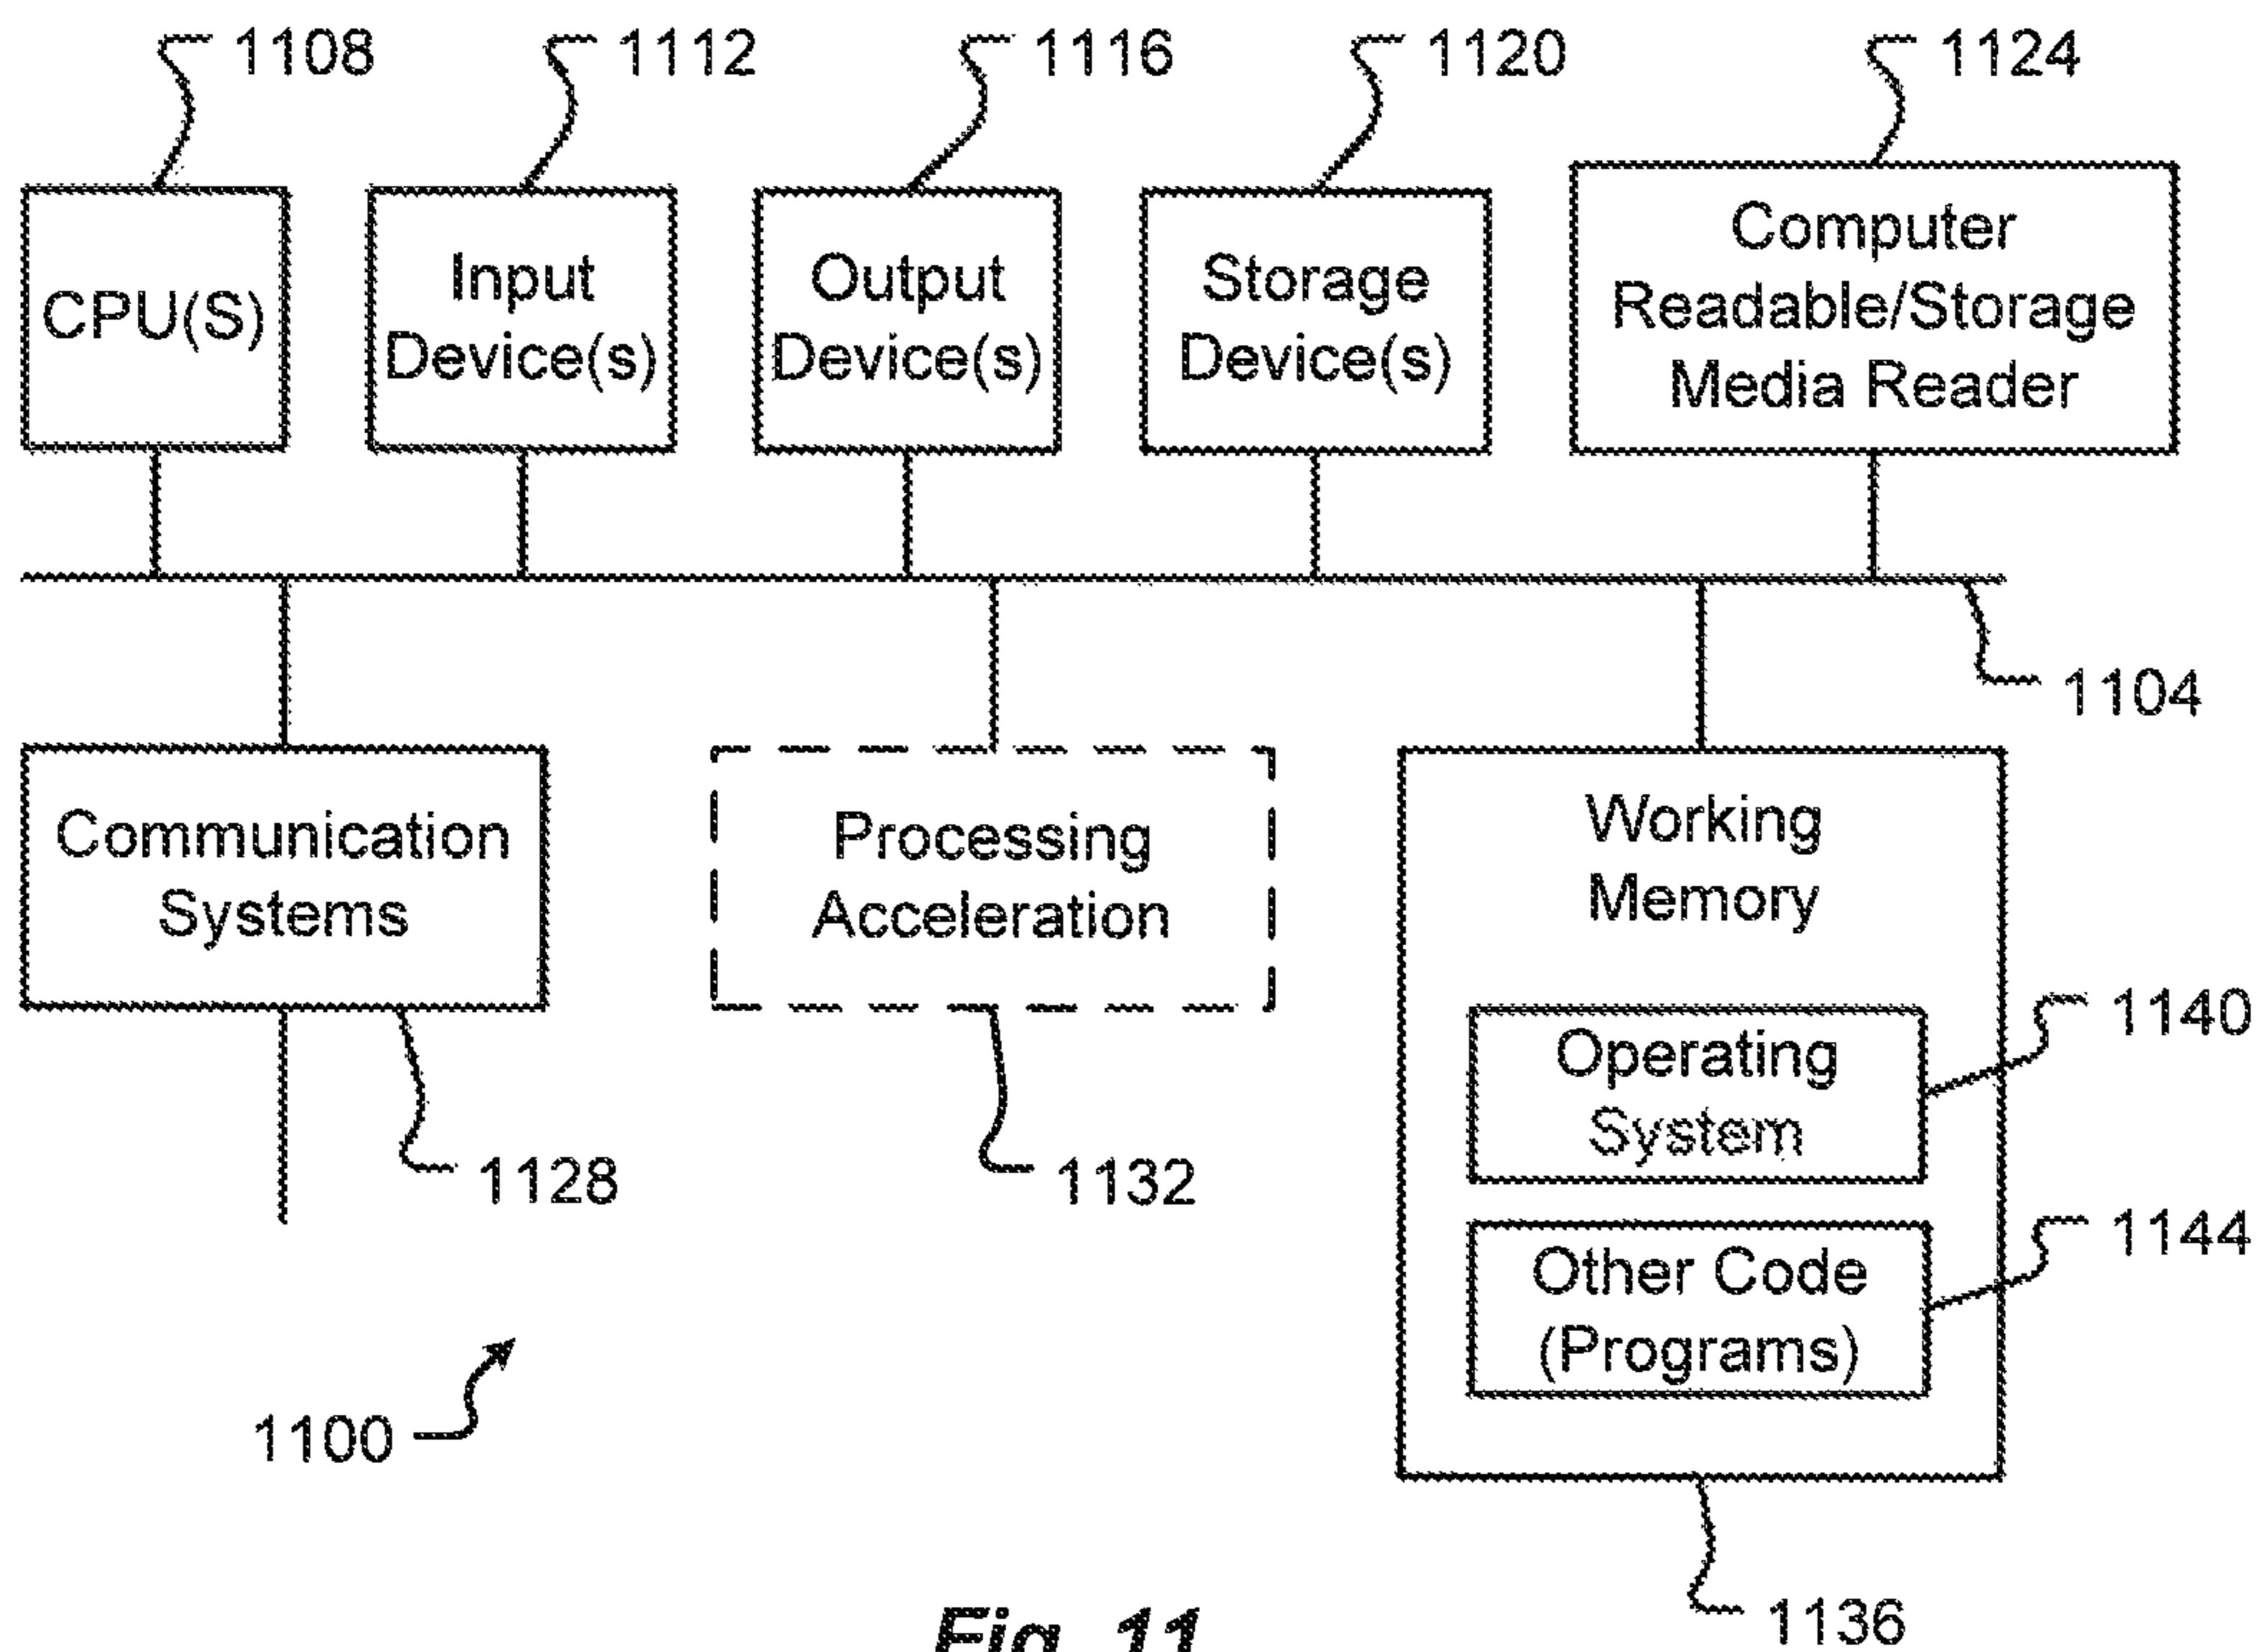 1108
1112
1116
1120
1124
CPU(S)
Input
Device(s)
Output
Device(s)
Storage
Device(s)
Computer
Readable/Storage
Media Reader
1104
Communication
Systems
1128
Processing
Acceleration
1132
Working
Memory
Operating
System
1140
Other Code
(Programs)
1144
1136
1100
Fig. 11